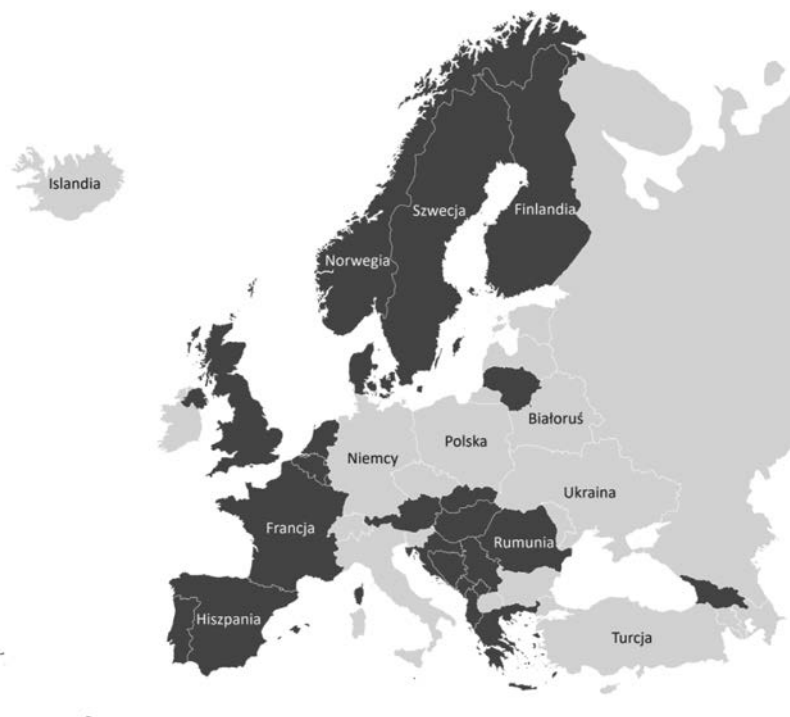 Islandia
Szwecja
Finlandia
Norwegia
Białoruś
Polska
Niemcy
Ukraina
Francja
Rumunia
Hiszpania
Turcja